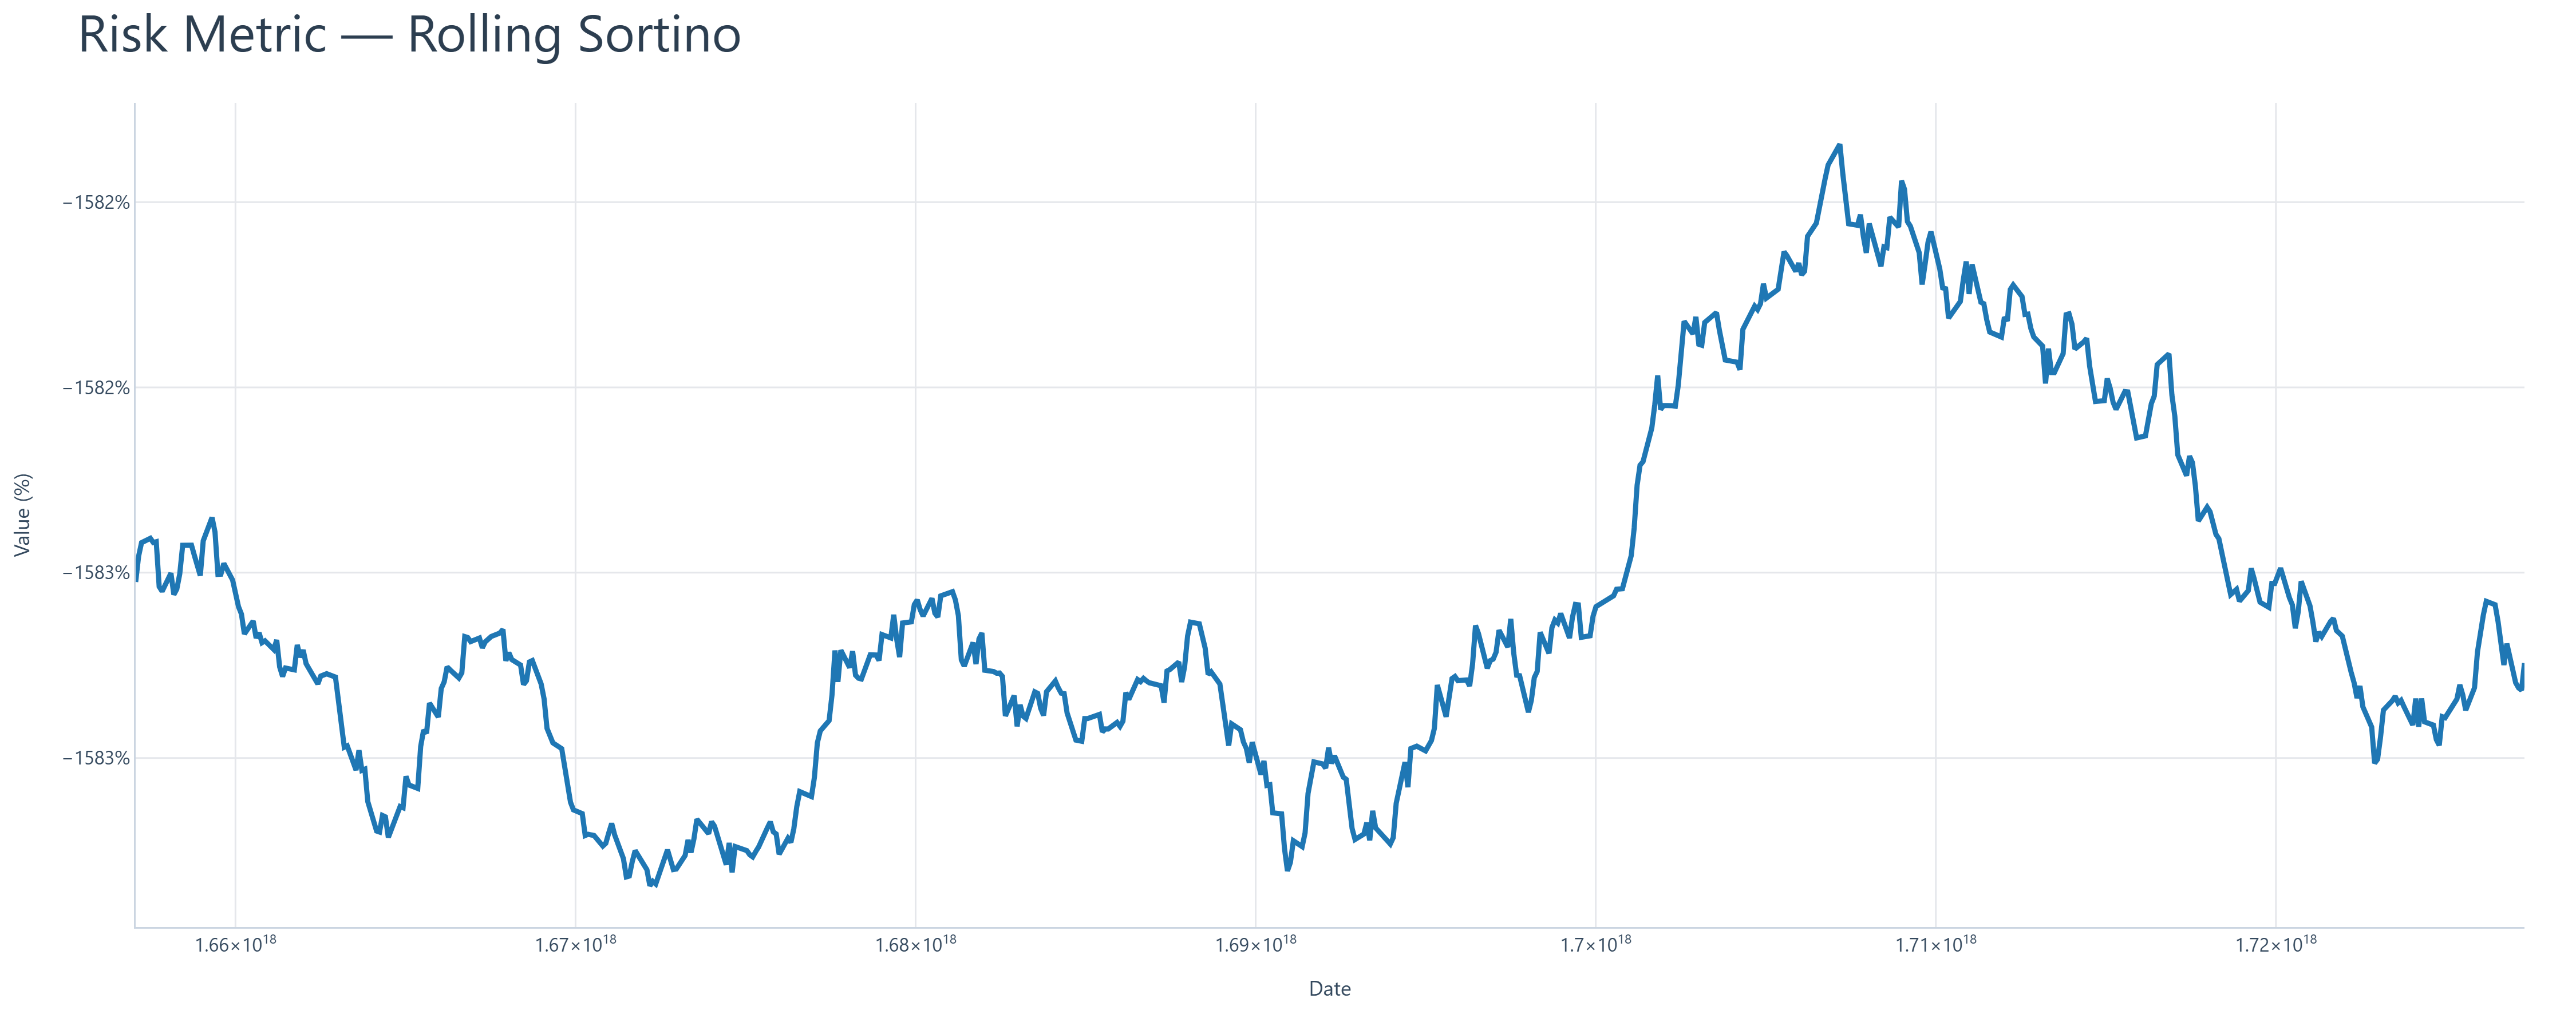 Risk Metric — Rolling Sortino
Value (%)
−1582%
−1582%
−1583%
−1583%
1.66×10¹⁸ 1.67×10¹⁸ 1.68×10¹⁸ 1.69×10¹⁸ 1.7×10¹⁸ 1.71×10¹⁸ 1.72×10¹⁸
Date